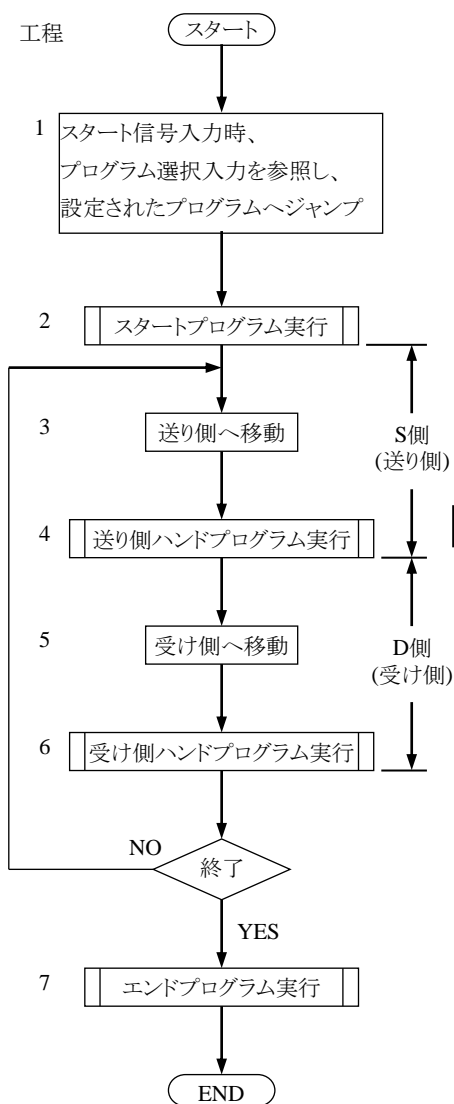 工程
スタート
1
スタート信号入力時、
プログラム選択入力を参照し、
設定されたプログラムへジャンプ
2
スタートプログラム実行
3
送り側へ移動
S側
(送り側)
4
送り側ハンドプログラム実行
5
受け側へ移動
D側
(受け側)
6
受け側ハンドプログラム実行
NO
終了
YES
7
エンドプログラム実行
END